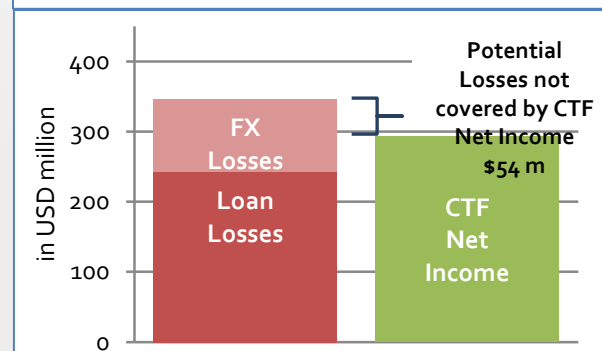 Potential
Losses not
covered by CTF
Net Income
$54 m
in USD million
400
300
200
100
0
FX
Losses
Loan
Losses
CTF
Net
Income